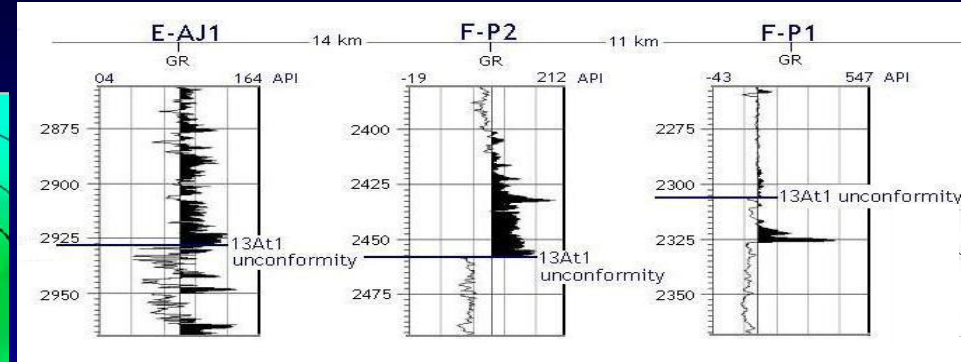 E-AJ1
14 km
F-P2
11 km
F-P1
GR
GR
GR
04
164 API
-19
212 API
-43
547 API
2875
2900
2925
2950
13At1
unconformity
2400
2425
2450
2475
13At1
unconformity
2275
2300
2325
2350
13At1 unconformity